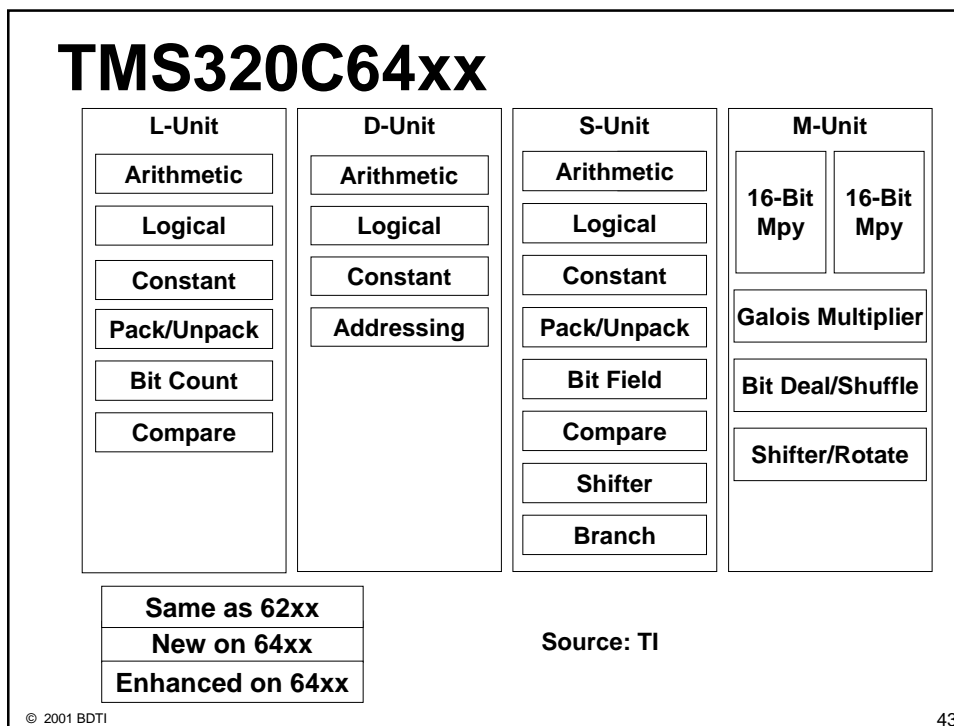 TMS320C64xx
L-Unit
Arithmetic
Logical
Constant
Pack/Unpack
Bit Count
Compare
D-Unit
Arithmetic
Logical
Constant
Addressing
S-Unit
Arithmetic
Logical
Constant
Pack/Unpack
Bit Field
Compare
Shifter
Branch
M-Unit
16-Bit
Mpy
16-Bit
Mpy
Galois Multiplier
Bit Deal/Shuffle
Shifter/Rotate
Same as 62xx
New on 64xx
Enhanced on 64xx
Source: TI
© 2001 BDTI
43